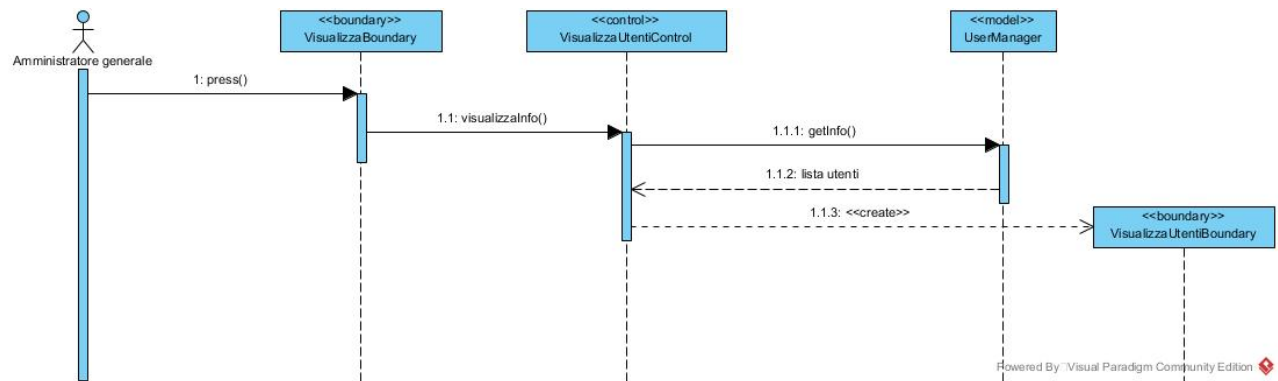 <<boundary>>
VisualizzaBoundary
<<control>>
VisualizzaUtentiControl
<<model>>
UserManager
Amministratore generale
1: press()
1.1: visualizzaInfo()
1.1.1: getInfo()
1.1.2: lista utenti
1.1.3: <<create>>
<<boundary>>
VisualizzaUtentiBoundary
Powered By Visual Paradigm Community Edition